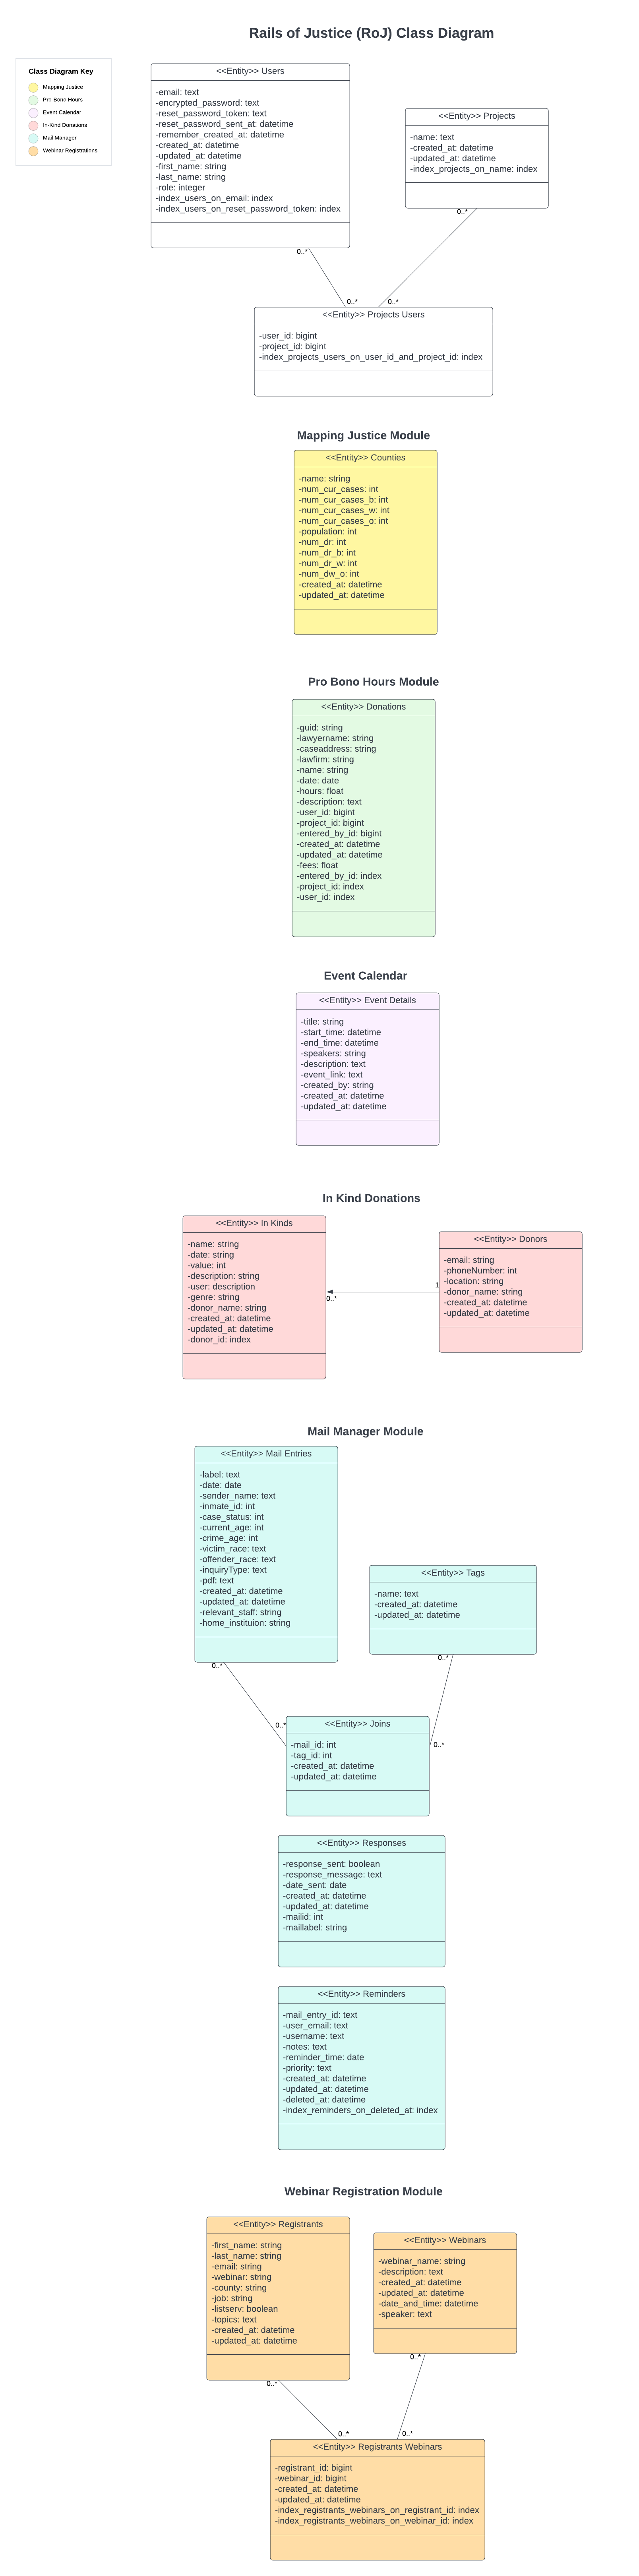 Rails of Justice (RoJ) Class Diagram
Class Diagram Key
Mapping Justice
Pro-Bono Hours
Event Calendar
In-Kind Donations
Mail Manager
Webinar Registrations
<<Entity>> Users
-email: text
-encrypted_password: text
-reset_password_token: text
-reset_password_sent_at: datetime
-remember_created_at: datetime
-created_at: datetime
-updated_at: datetime
-first_name: string
-last_name: string
-role: integer
-index_users_on_email: index
-index_users_on_reset_password_token: index
0..*
<<Entity>> Projects
-name: text
-created_at: datetime
-updated_at: datetime
-index_projects_on_name: index
0..*
0..*
0..*
<<Entity>> Projects Users
-user_id: bigint
-project_id: bigint
-index_projects_users_on_user_id_and_project_id: index
Mapping Justice Module
<<Entity>> Counties
-name: string
-num_cur_cases: int
-num_cur_cases_b: int
-num_cur_cases_w: int
-num_cur_cases_o: int
-population: int
-num_dr: int
-num_dr_b: int
-num_dr_w: int
-num_dw_o: int
-created_at: datetime
-updated_at: datetime
Pro Bono Hours Module
<<Entity>> Donations
-guid: string
-lawyername: string
-caseaddress: string
-lawfirm: string
-name: string
-date: date
-hours: float
-description: text
-user_id: bigint
-project_id: bigint
-entered_by_id: bigint
-created_at: datetime
-updated_at: datetime
-fees: float
-entered_by_id: index
-project_id: index
-user_id: index
Event Calendar
<<Entity>> Event Details
-title: string
-start_time: datetime
-end_time: datetime
-speakers: string
-description: text
-event_link: text
-created_by: string
-created_at: datetime
-updated_at: datetime
In Kind Donations
<<Entity>> In Kinds
-name: string
-date: string
-value: int
-description: string
-user: description
-genre: string
-donor_name: string
-created_at: datetime
-updated_at: datetime
-donor_id: index
0..*
1
<<Entity>> Donors
-email: string
-phoneNumber: int
-location: string
-donor_name: string
-created_at: datetime
-updated_at: datetime
Mail Manager Module
<<Entity>> Mail Entries
-label: text
-date: date
-sender_name: text
-inmate_id: int
-case_status: int
-current_age: int
-crime_age: int
-victim_race: text
-offender_race: text
-inquiryType: text
-pdf: text
-created_at: datetime
-updated_at: datetime
-relevant_staff: string
-home_instituion: string
0..*
<<Entity>> Tags
-name: text
-created_at: datetime
-updated_at: datetime
0..*
0..*
0..*
<<Entity>> Joins
-mail_id: int
-tag_id: int
-created_at: datetime
-updated_at: datetime
<<Entity>> Responses
-response_sent: boolean
-response_message: text
-date_sent: date
-created_at: datetime
-updated_at: datetime
-mailid: int
-maillabel: string
<<Entity>> Reminders
-mail_entry_id: text
-user_email: text
-username: text
-notes: text
-reminder_time: date
-priority: text
-created_at: datetime
-updated_at: datetime
-deleted_at: datetime
-index_reminders_on_deleted_at: index
Webinar Registration Module
<<Entity>> Registrants
-first_name: string
-last_name: string
-email: string
-webinar: string
-county: string
-job: string
-listserv: boolean
-topics: text
-created_at: datetime
-updated_at: datetime
0..*
<<Entity>> Webinars
-webinar_name: string
-description: text
-created_at: datetime
-updated_at: datetime
-date_and_time: datetime
-speaker: text
0..*
0..*
0..*
<<Entity>> Registrants Webinars
-registrant_id: bigint
-webinar_id: bigint
-created_at: datetime
-updated_at: datetime
-index_registrants_webinars_on_registrant_id: index
-index_registrants_webinars_on_webinar_id: index